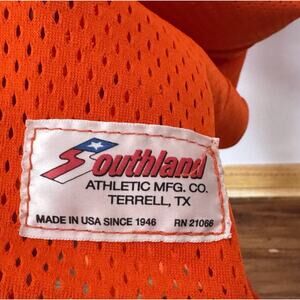 Southland
ATHLETIC MFG. CO.
TERRELL, TX
MADE IN USA SINCE 1946 RN 21066